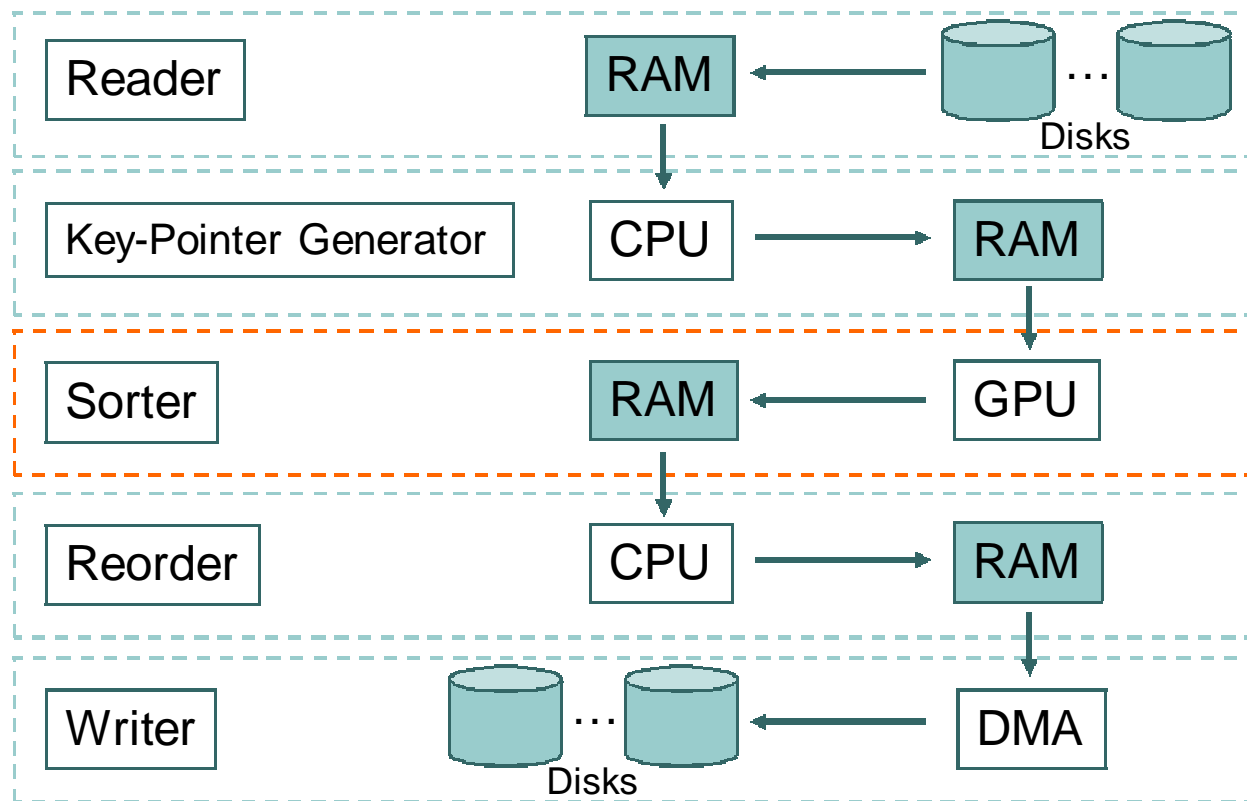 Reader
RAM
...
Disks
Key-Pointer Generator
CPU
RAM
Sorter
RAM
GPU
Reorder
CPU
RAM
Writer
...
Disks
DMA